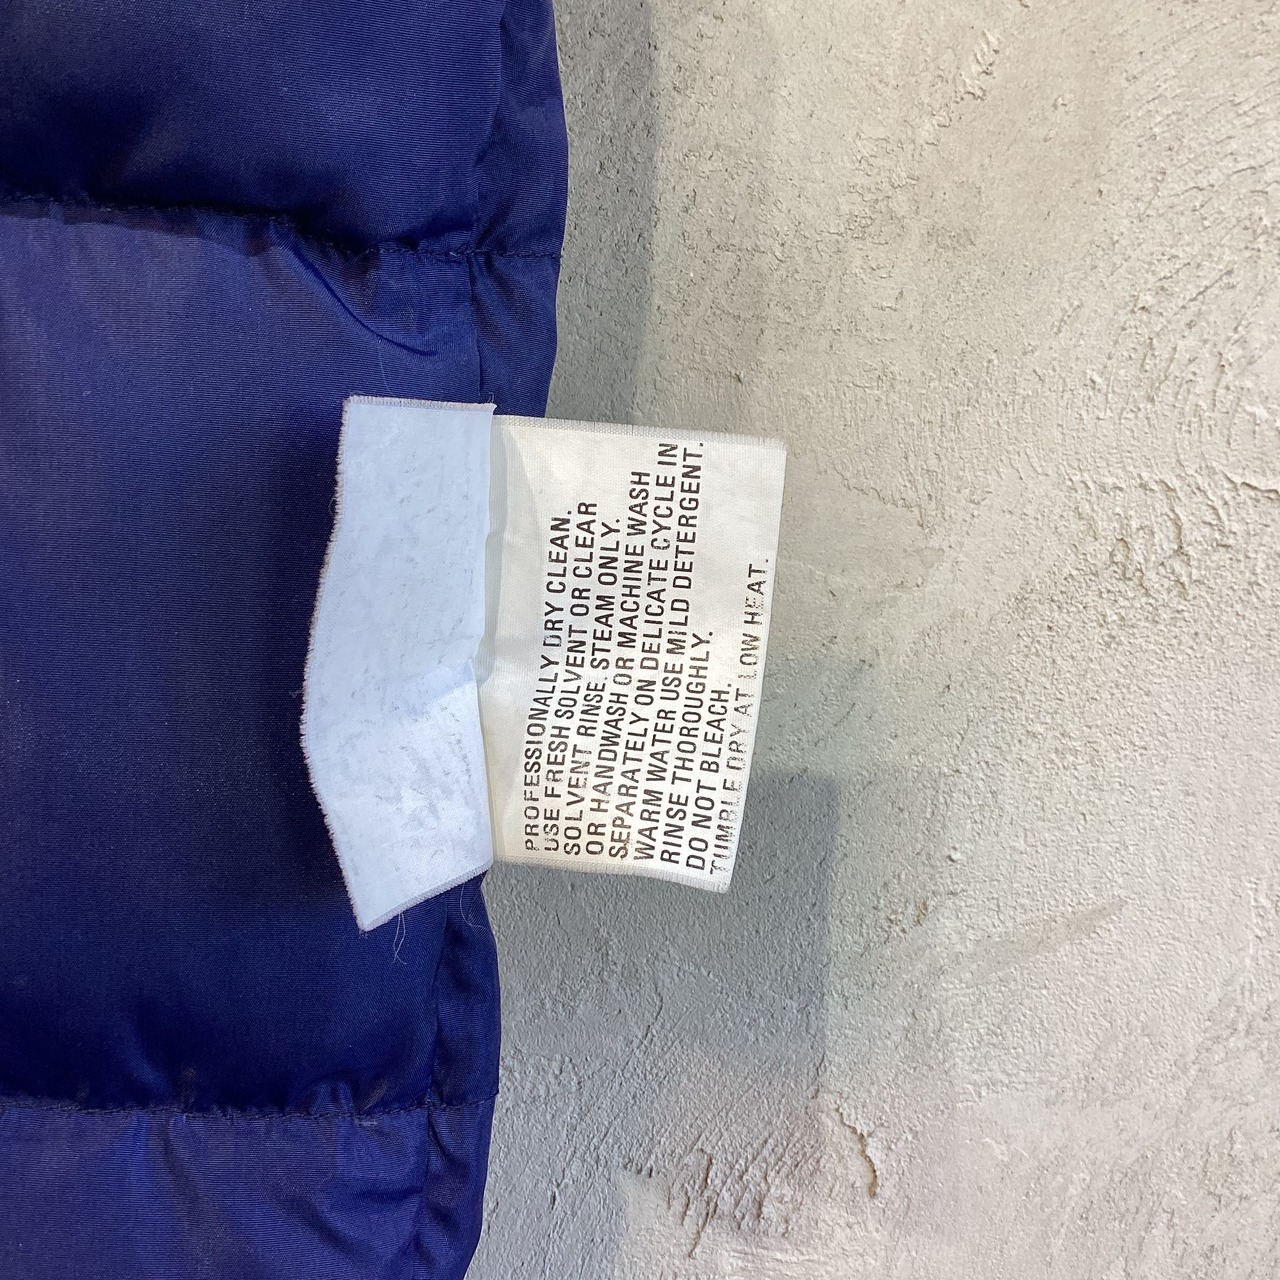 PROFESSIONALLY DRY CLEAN.
USE FRESH SOLVENT OR CLEAR
SOLVENT RINSE. STEAM ONLY.
OR HANDWASH OR MACHINE WASH
SEPARATELY ON DELICATE CYCLE IN
WARM WATER USE MILD DETERGENT.
RINSE THOROUGHLY.
DO NOT BLEACH.
TUMBLE DRY AT LOW HEAT.